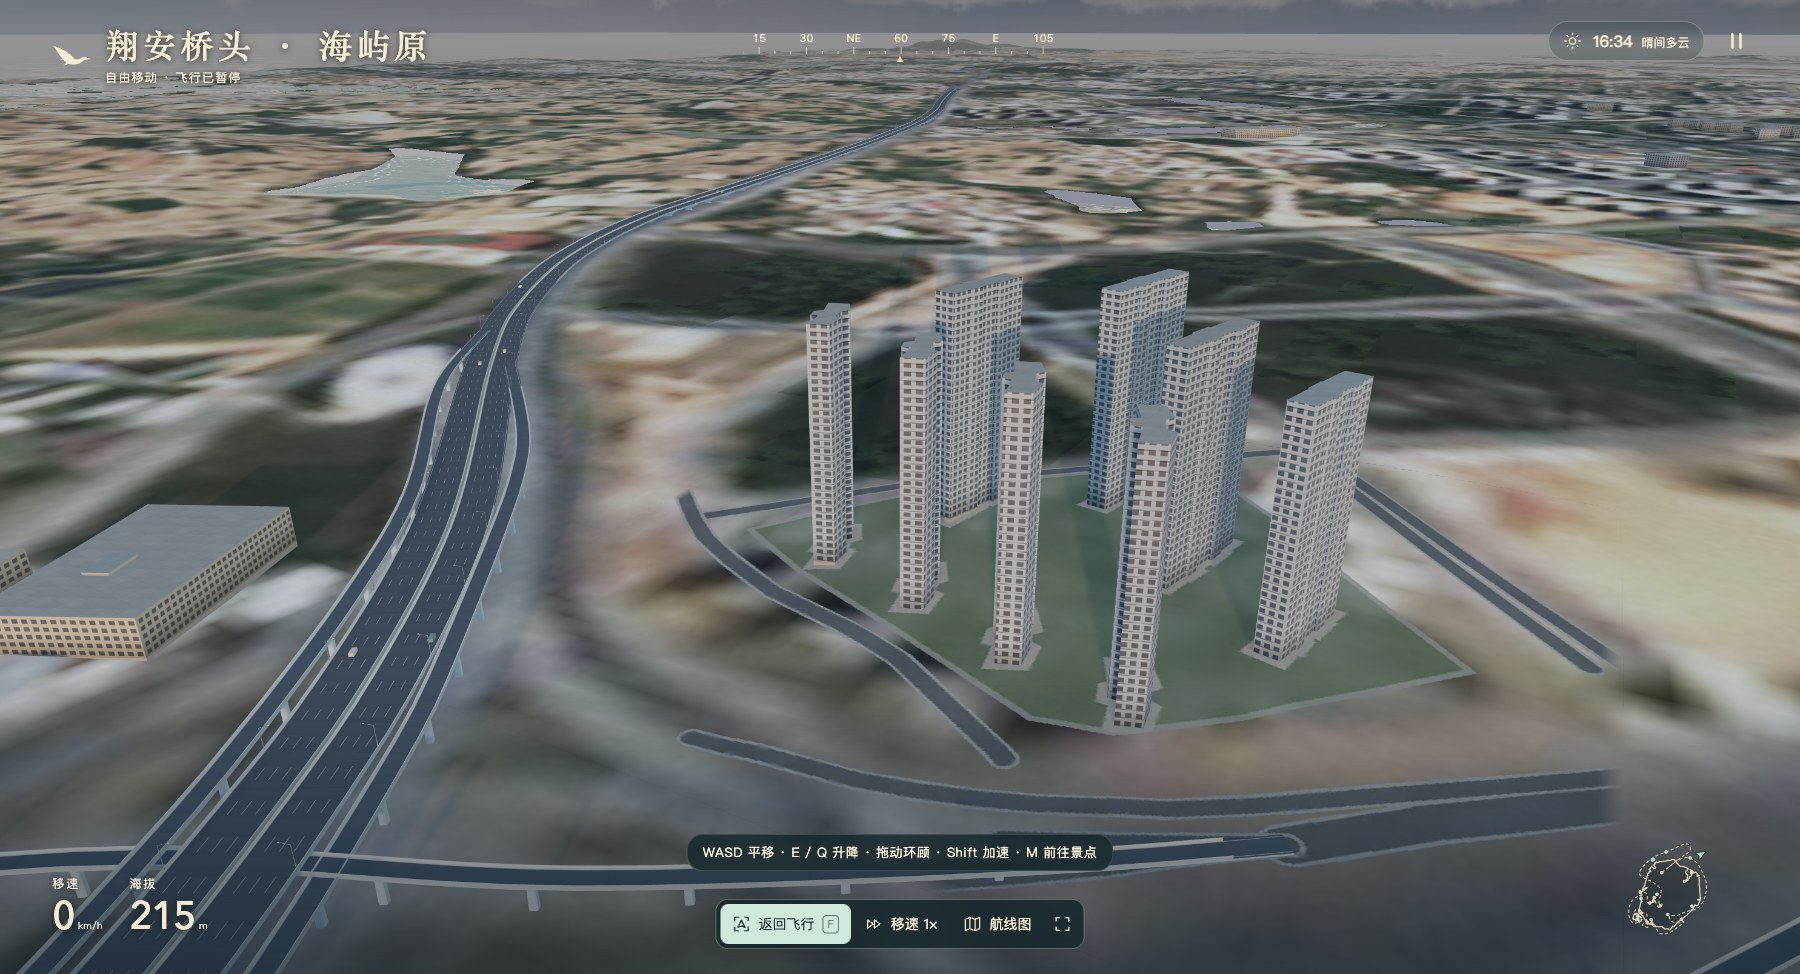 翔安桥头 · 海屿原
自由移动 · 飞行已暂停
15 30 NE 60 75 E 105
16:34 晴间多云
WASD 平移 · E / Q 升降 · 拖动环顾 · Shift 加速 · M 前往景点
移速 海拔
0 km/h 215 m
返回飞行 F 移速 1x 航线图